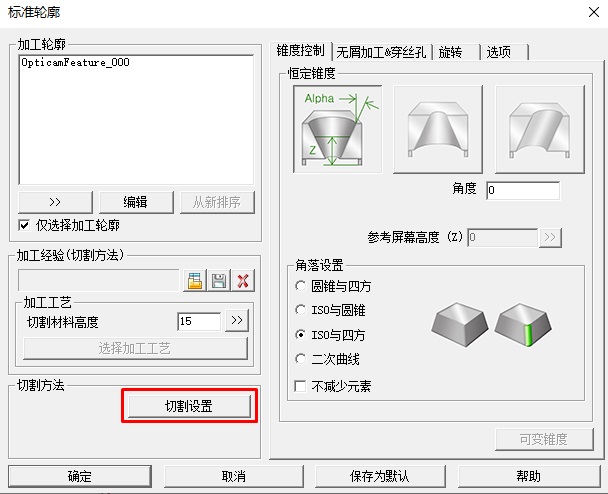 标准轮廓
加工轮廓
OpticamFeature_000
>>
编辑
从新排序
仅选择加工轮廓
加工经验(切割方法)
加工工艺
切割材料高度
15
>>
选择加工工艺
切割方法
切割设置
锥度控制
无屑加工&穿丝孔
旋转
选项
恒定锥度
Alpha
Z
角度
0
参考屏幕高度 (Z)
0
>>
角落设置
圆锥与四方
ISO与圆锥
ISO与四方
二次曲线
不减少元素
可变锥度
确定
取消
保存为默认
帮助